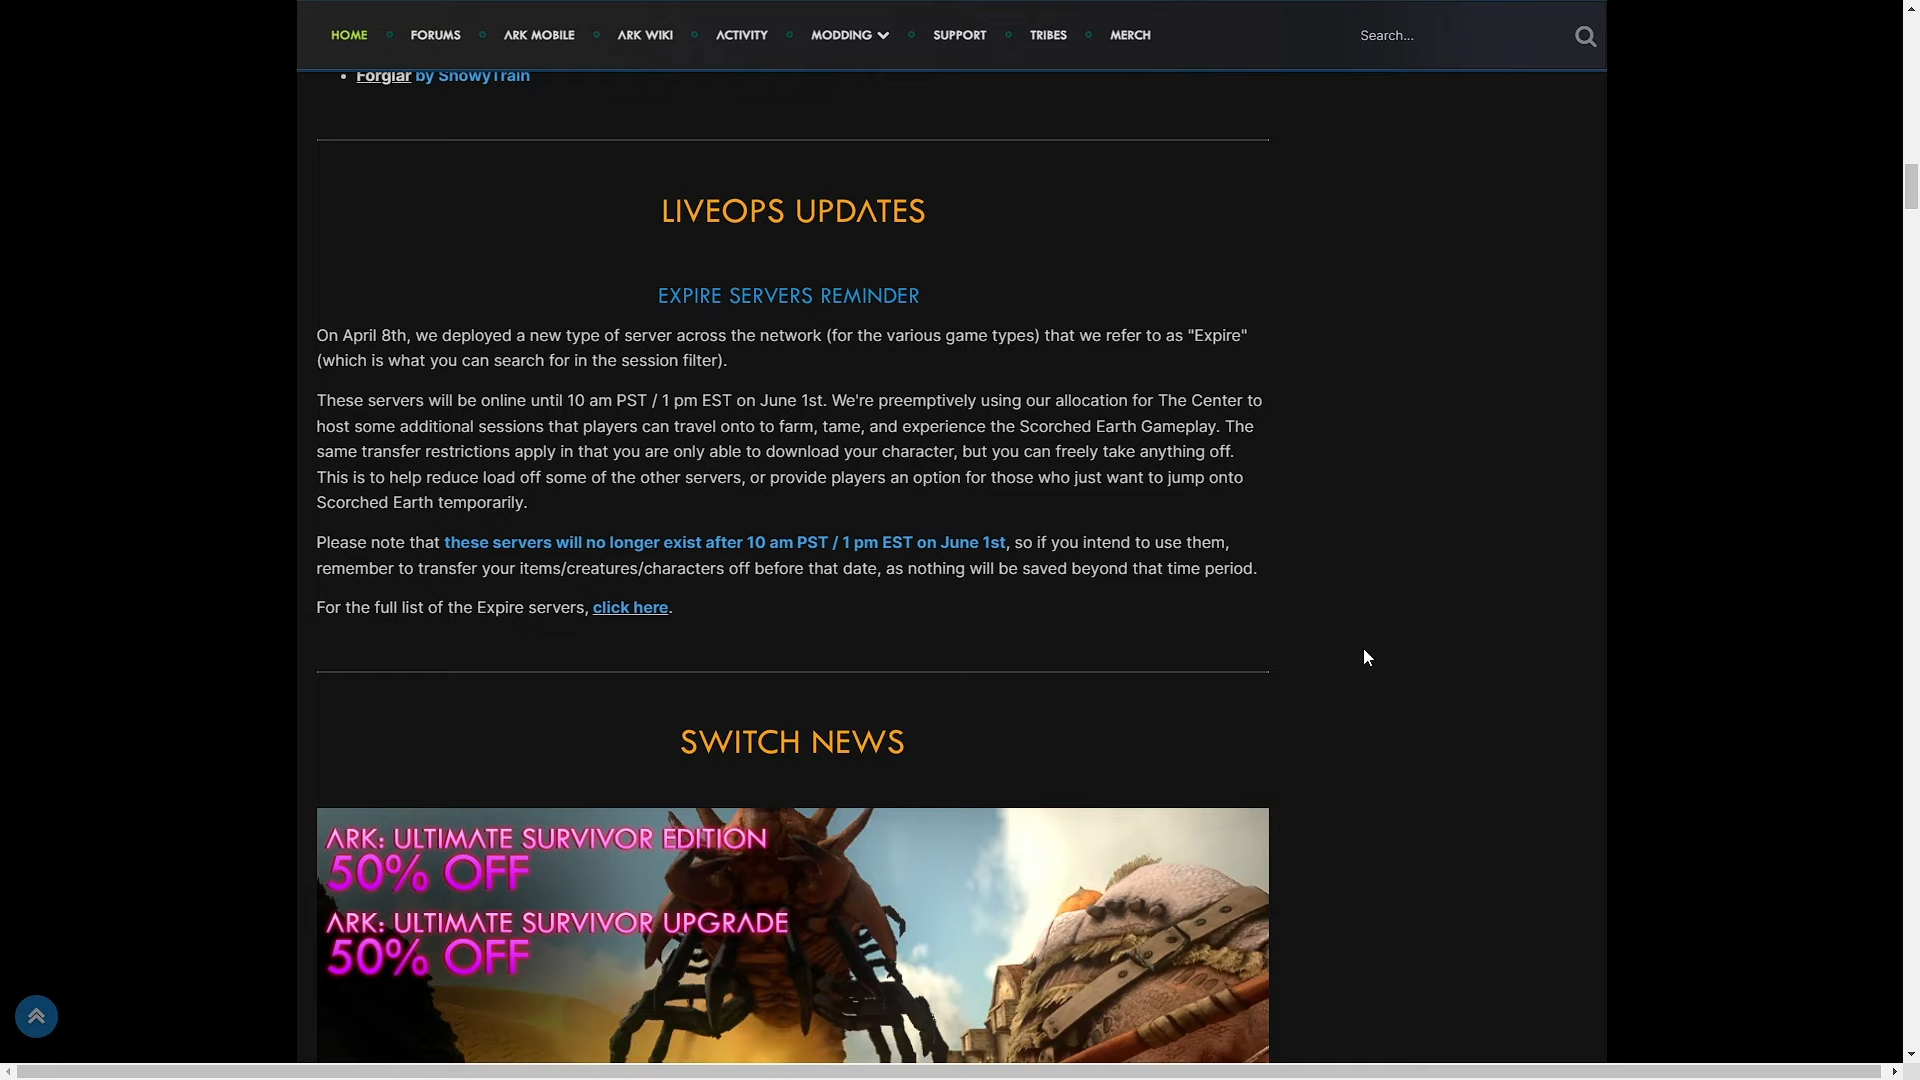 HOME FORUMS ARK MOBILE ARK WIKI ACTIVITY MODDING SUPPORT TRIBES MERCH Search...
Forglar by SnowyTrain
LIVEOPS UPDATES
EXPIRE SERVERS REMINDER
On April 8th, we deployed a new type of server across the network (for the various game types) that we refer to as "Expire"
(which is what you can search for in the session filter).
These servers will be online until 10 am PST / 1 pm EST on June 1st. We're preemptively using our allocation for The Center to
host some additional sessions that players can travel onto to farm, tame, and experience the Scorched Earth Gameplay. The
same transfer restrictions apply in that you are only able to download your character, but you can freely take anything off.
This is to help reduce load off some of the other servers, or provide players an option for those who just want to jump onto
Scorched Earth temporarily.
Please note that these servers will no longer exist after 10 am PST / 1 pm EST on June 1st, so if you intend to use them,
remember to transfer your items/creatures/characters off before that date, as nothing will be saved beyond that time period.
For the full list of the Expire servers, click here.
SWITCH NEWS
ARK: ULTIMATE SURVIVOR EDITION
50% OFF
ARK: ULTIMATE SURVIVOR UPGRADE
50% OFF